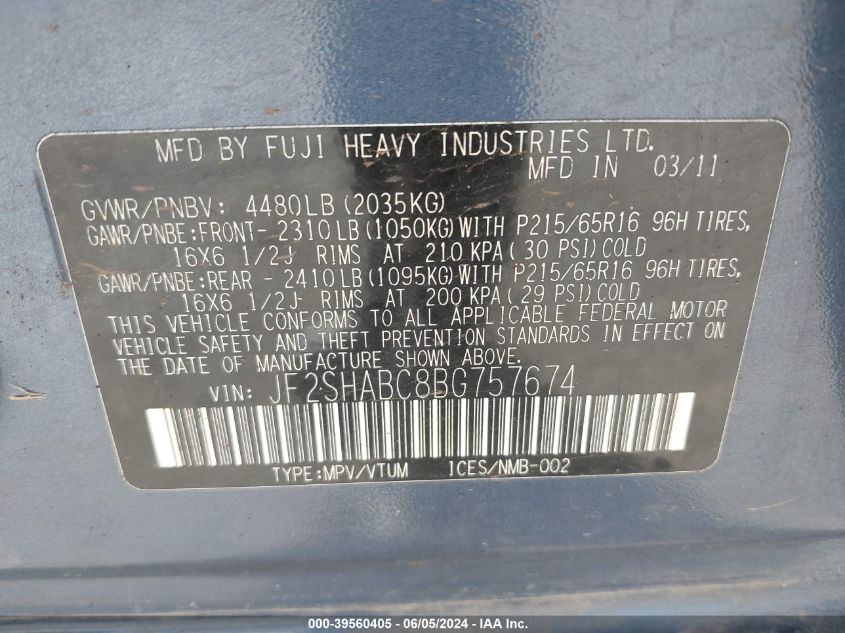 MFD BY FUJI HEAVY INDUSTRIES LTD.
MFD IN 03/11
GVWR/PNBV: 4480LB (2035KG)
GAWR/PNBE:FRONT- 2310LB(1050KG)WITH P215/65R16 96H TIRES,
16X6 1/2J RIMS AT 210 KPA(30 PSI)COLD
GAWR/PNBE:REAR - 2410LB(1095KG)WITH P215/65R16 96H TIRES,
16X6 1/2J RIMS AT 200 KPA(29 PSI)COLD
THIS VEHICLE CONFORMS TO ALL APPLICABLE FEDERAL MOTOR
VEHICLE SAFETY AND THEFT PREVENTION STANDARDS IN EFFECT ON
THE DATE OF MANUFACTURE SHOWN ABOVE.
VIN: JF2SHABC8BG757674
TYPE:MPV/VTUM ICES/NMB-002
000-39560405 - 06/05/2024 - IAA Inc.